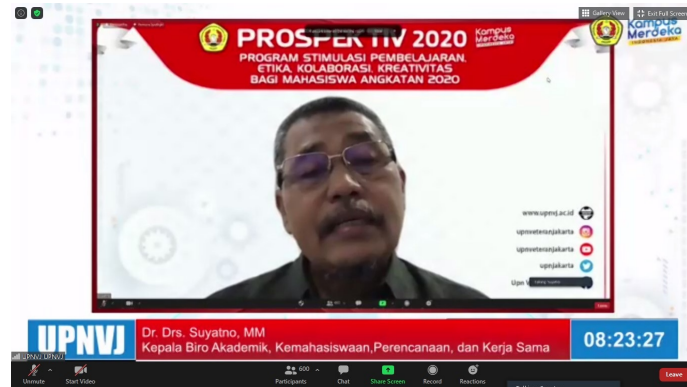 Gallery View
Exit Full Screen
PROSPEKTIV 2020
Kampus
Merdeka
PROGRAM STIMULASI PEMBELAJARAN,
ETIKA, KOLABORASI, KREATIVITAS
BAGI MAHASISWA ANGKATAN 2020
Kampus
Merdeka
www.upnvj.ac.id
upnveteranjakarta
upnveteranjakarta
upnjakarta
Upn
UPNVJ
Dr. Drs. Suyatno, MM
Kepala Biro Akademik, Kemahasiswaan,Perencanaan, dan Kerja Sama
08:23:27
UPNVJ UPNVJ
Unmute
Start Video
600
Participants
Chat
Share Screen
Record
Reactions
Leave